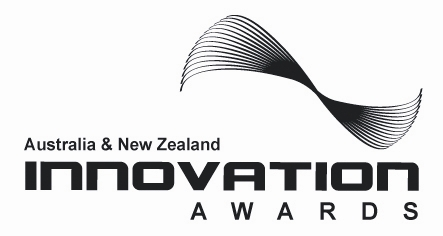 Australia & New Zealand
INNOVATION
AWARDS